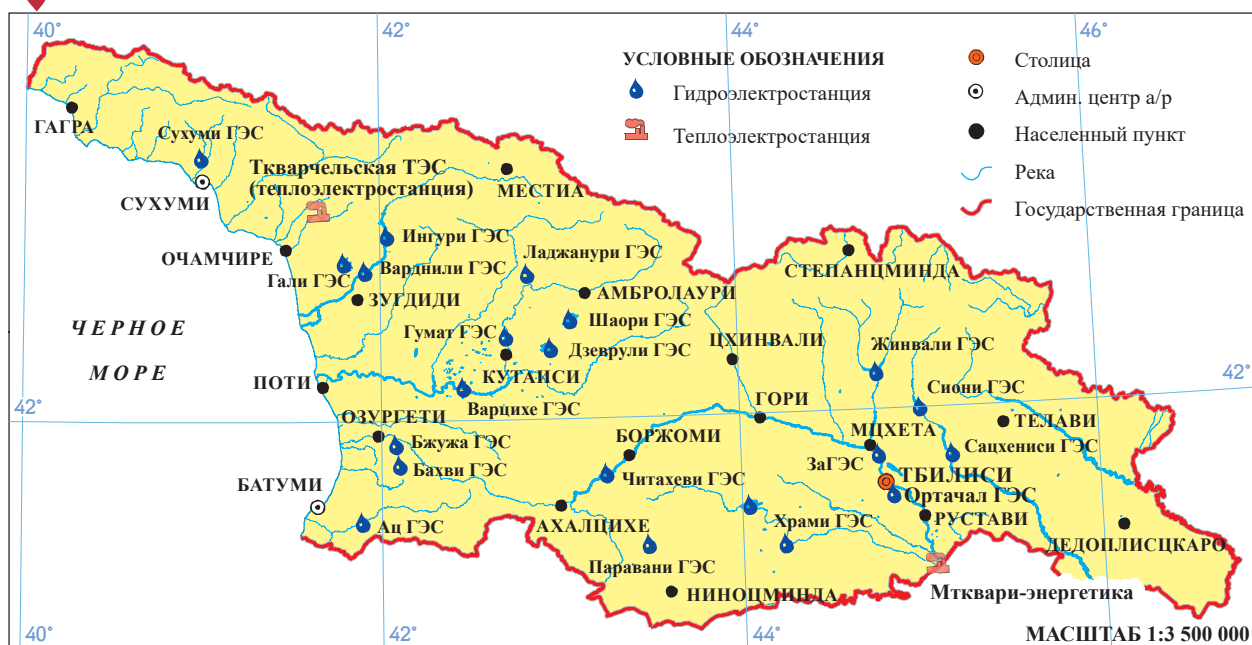 40°
42°
44°
46°
УСЛОВНЫЕ ОБОЗНАЧЕНИЯ
Гидроэлектростанция
Теплоэлектростанция
Столица
Админ. центр а/р
Населенный пункт
Река
Государственная граница
ГАГРА
Сухуми ГЭС
СУХУМИ
Ткварчельская ТЭС
(теплоэлектростанция)
МЕСТИА
ОЧАМЧИРЕ
Ингури ГЭС
Гали ГЭС
Варднили ГЭС
Ладжанури ГЭС
ЗУГДИДИ
АМБРОЛАУРИ
СТЕПАНЦМИНДА
ЧЕРНОЕ
МОРЕ
Гумат ГЭС
Шаори ГЭС
Дзеврули ГЭС
ЦХИНВАЛИ
Жинвали ГЭС
КУТАИСИ
ПОТИ
Варцихе ГЭС
Сиони ГЭС
42°
42°
ОЗУРГЕТИ
ГОРИ
ТЕЛАВИ
Бжужа ГЭС
БОРЖОМИ
МЦХЕТА
Сацхениси ГЭС
Бахви ГЭС
Читахеви ГЭС
ЗаГЭС
ТБИЛИСИ
БАТУМИ
Ортачал ГЭС
Ац ГЭС
АХАЛЦИХЕ
Храми ГЭС
РУСТАВИ
ДЕДОПЛИСЦКАРО
Паравани ГЭС
НИНОЦМИНДА
Мтквари-энергетика
40°
42°
44°
МАСШТАБ 1:3 500 000